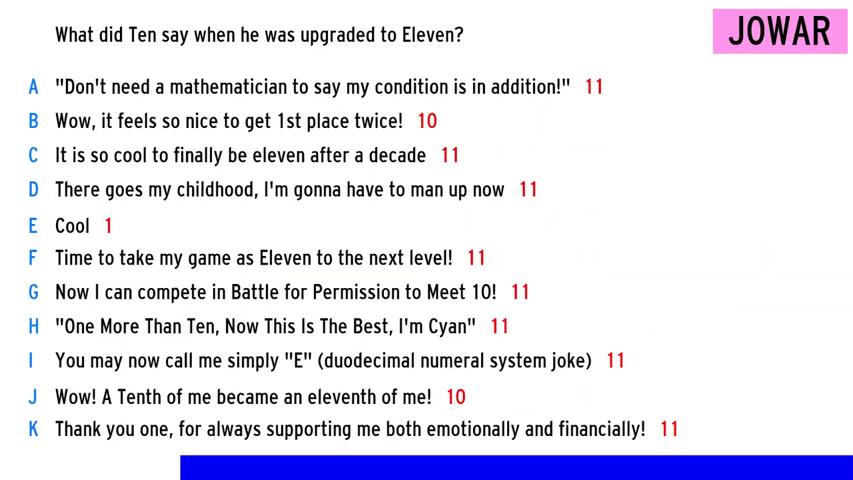 What did Ten say when he was upgraded to Eleven?
JOWAR
A "Don't need a mathematician to say my condition is in addition!" 11
B Wow, it feels so nice to get 1st place twice! 10
C It is so cool to finally be eleven after a decade 11
D There goes my childhood, I'm gonna have to man up now 11
E Cool 1
F Time to take my game as Eleven to the next level! 11
G Now I can compete in Battle for Permission to Meet 10! 11
H "One More Than Ten, Now This Is The Best, I'm Cyan" 11
I You may now call me simply "E" (duodecimal numeral system joke) 11
J Wow! A Tenth of me became an eleventh of me! 10
K Thank you one, for always supporting me both emotionally and financially! 11